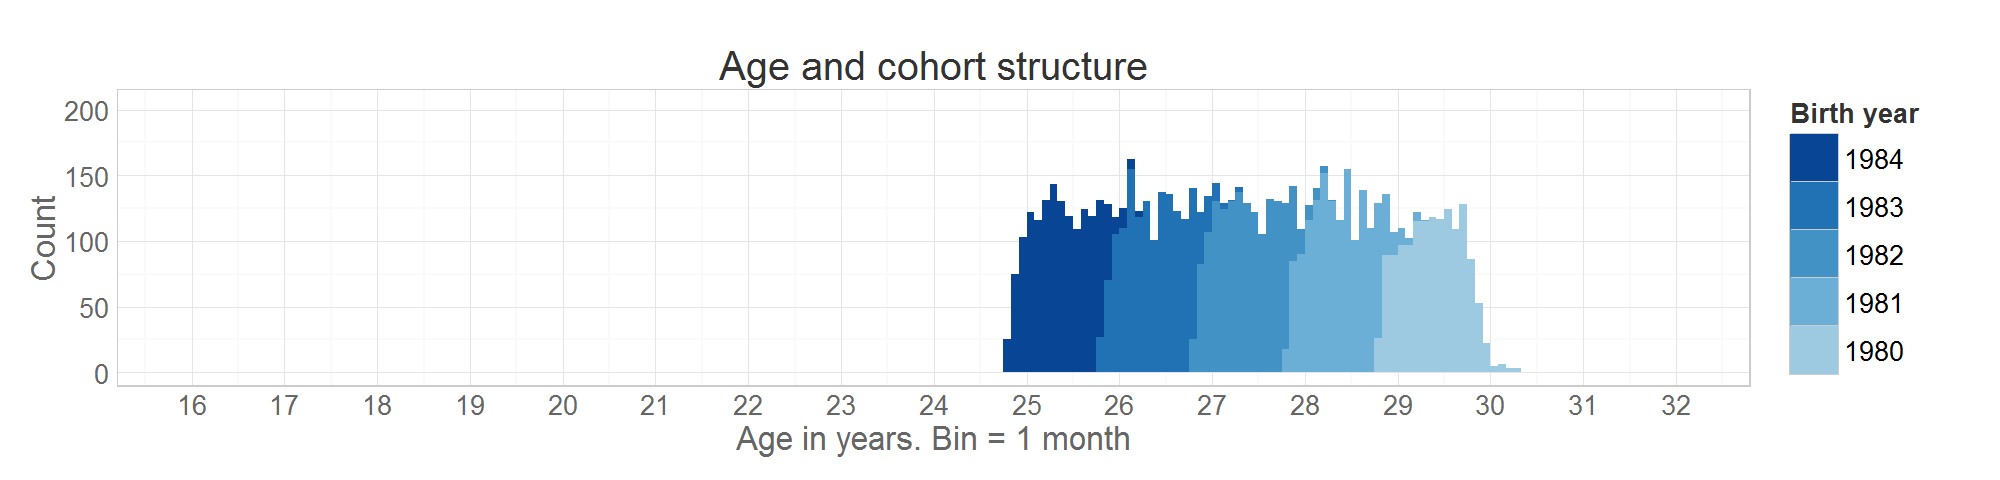 Age and cohort structure
200
150
100
50
0
Count
16 17 18 19 20 21 22 23 24 25 26 27 28 29 30 31 32
Age in years. Bin = 1 month
Birth year
1984
1983
1982
1981
1980